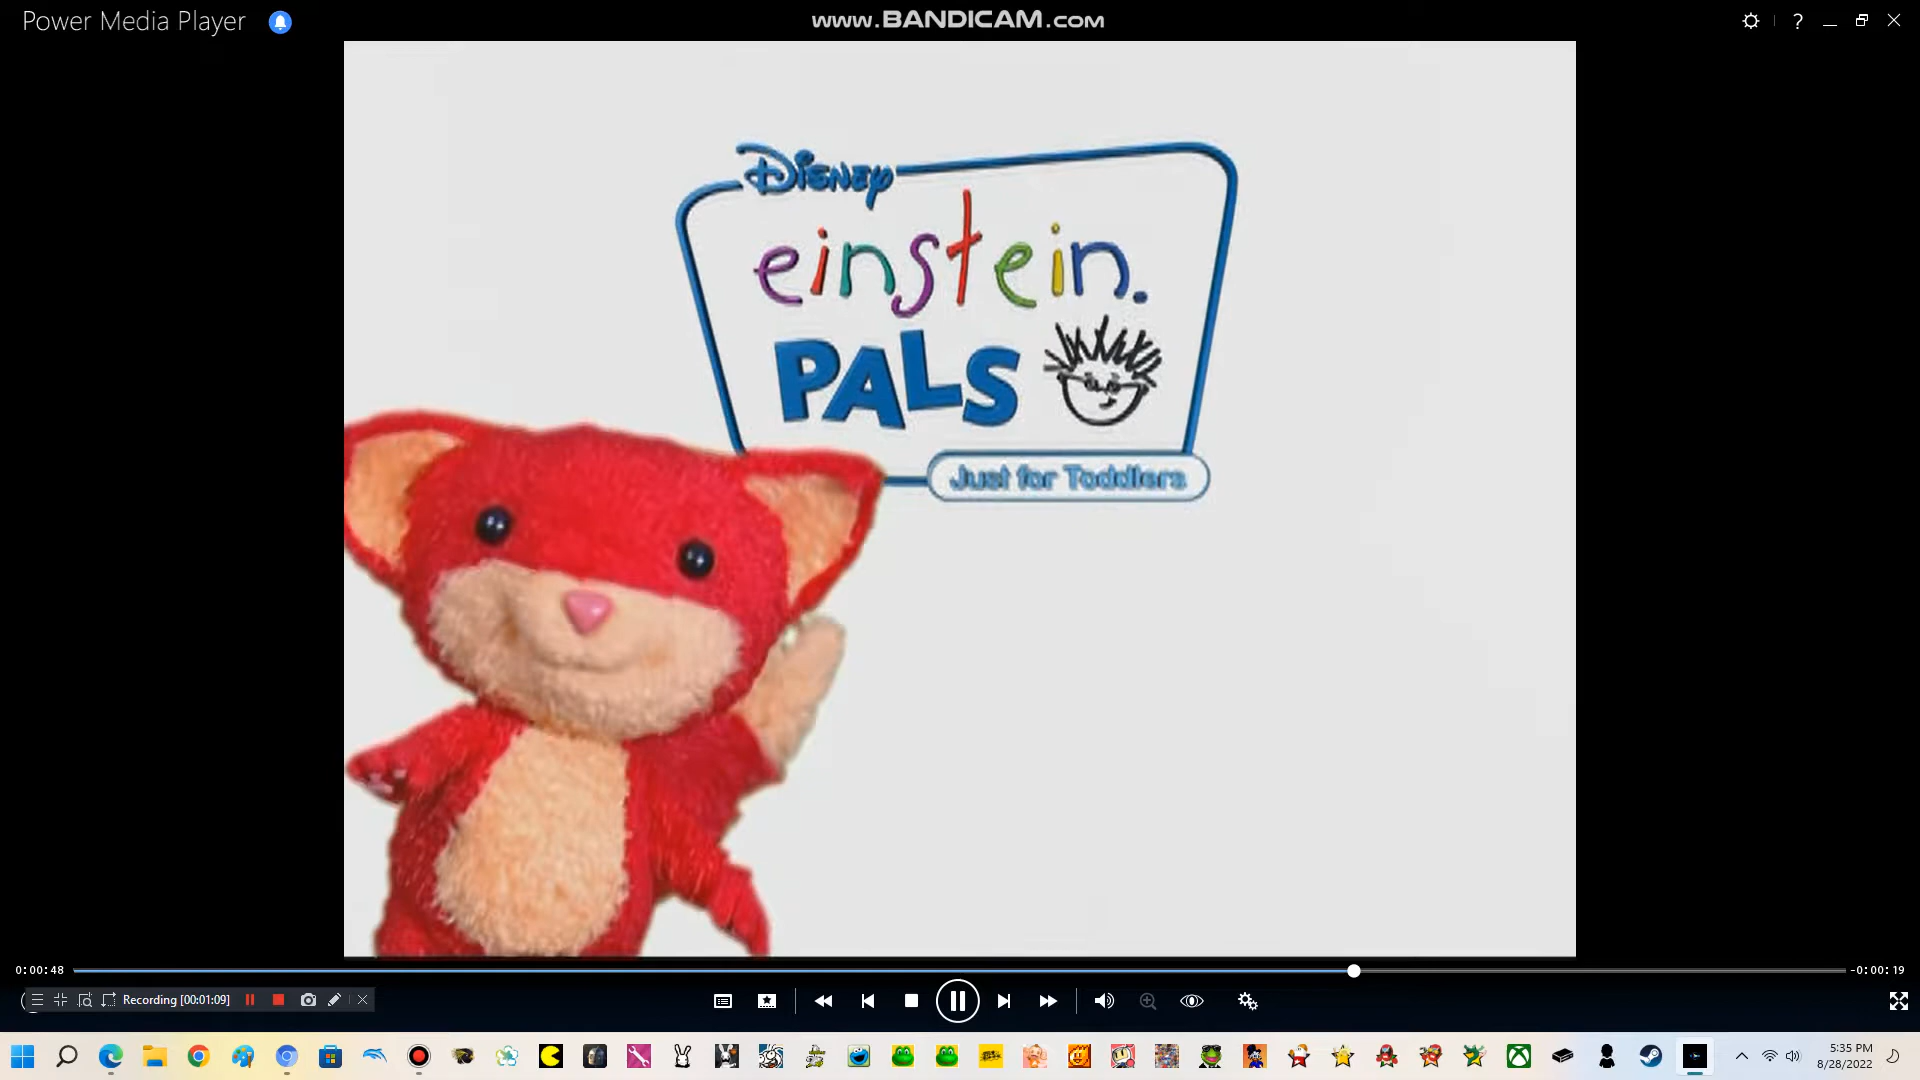 Power Media Player
www.BANDICAM.com
Disney
einstein.
PALS
Just for Toddlers
0:00:48
-0:00:19
Recording [00:01:09]
5:35 PM
8/28/2022